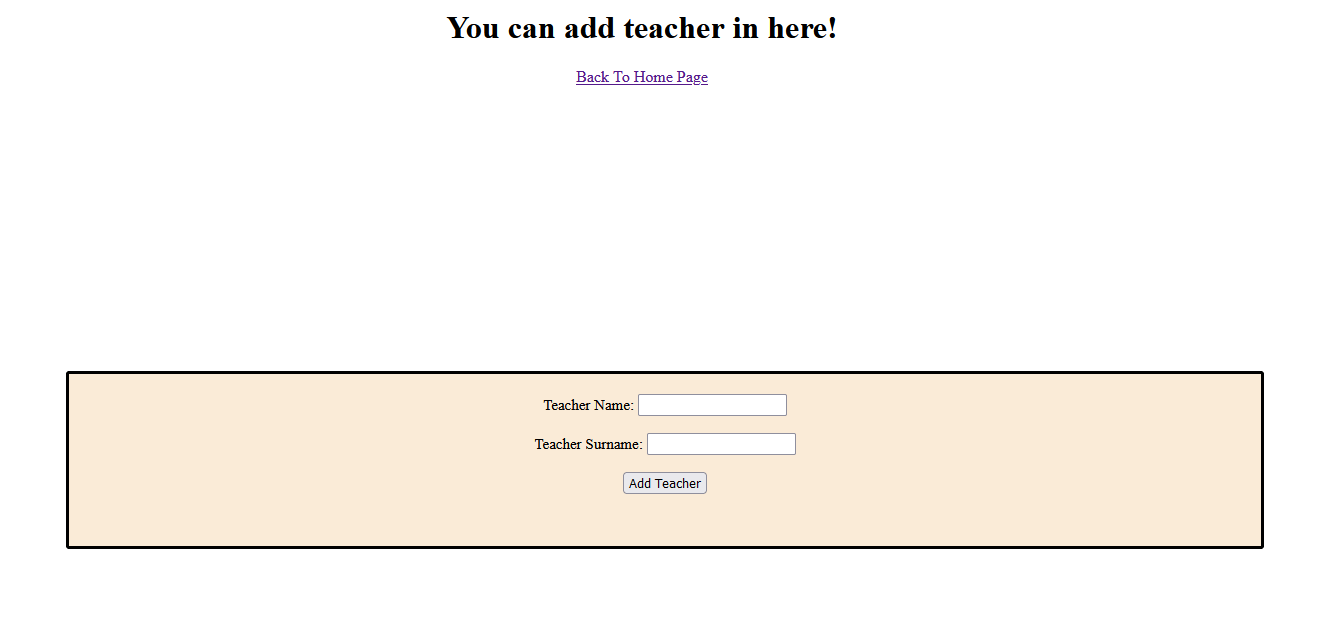 You can add teacher in here!
Back To Home Page
Teacher Name:
Teacher Surname:
Add Teacher